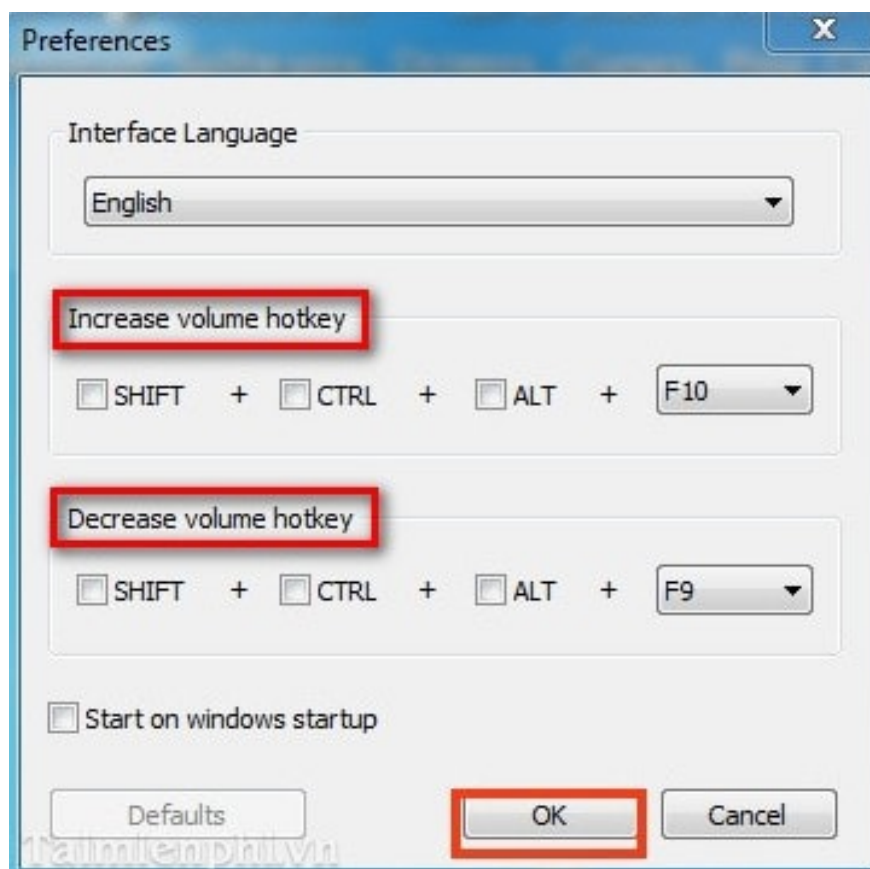 Preferences
Interface Language
English
Increase volume hotkey
SHIFT + CTRL + ALT + F10
Decrease volume hotkey
SHIFT + CTRL + ALT + F9
Start on windows startup
Defaults OK Cancel
Taimienphi.vn